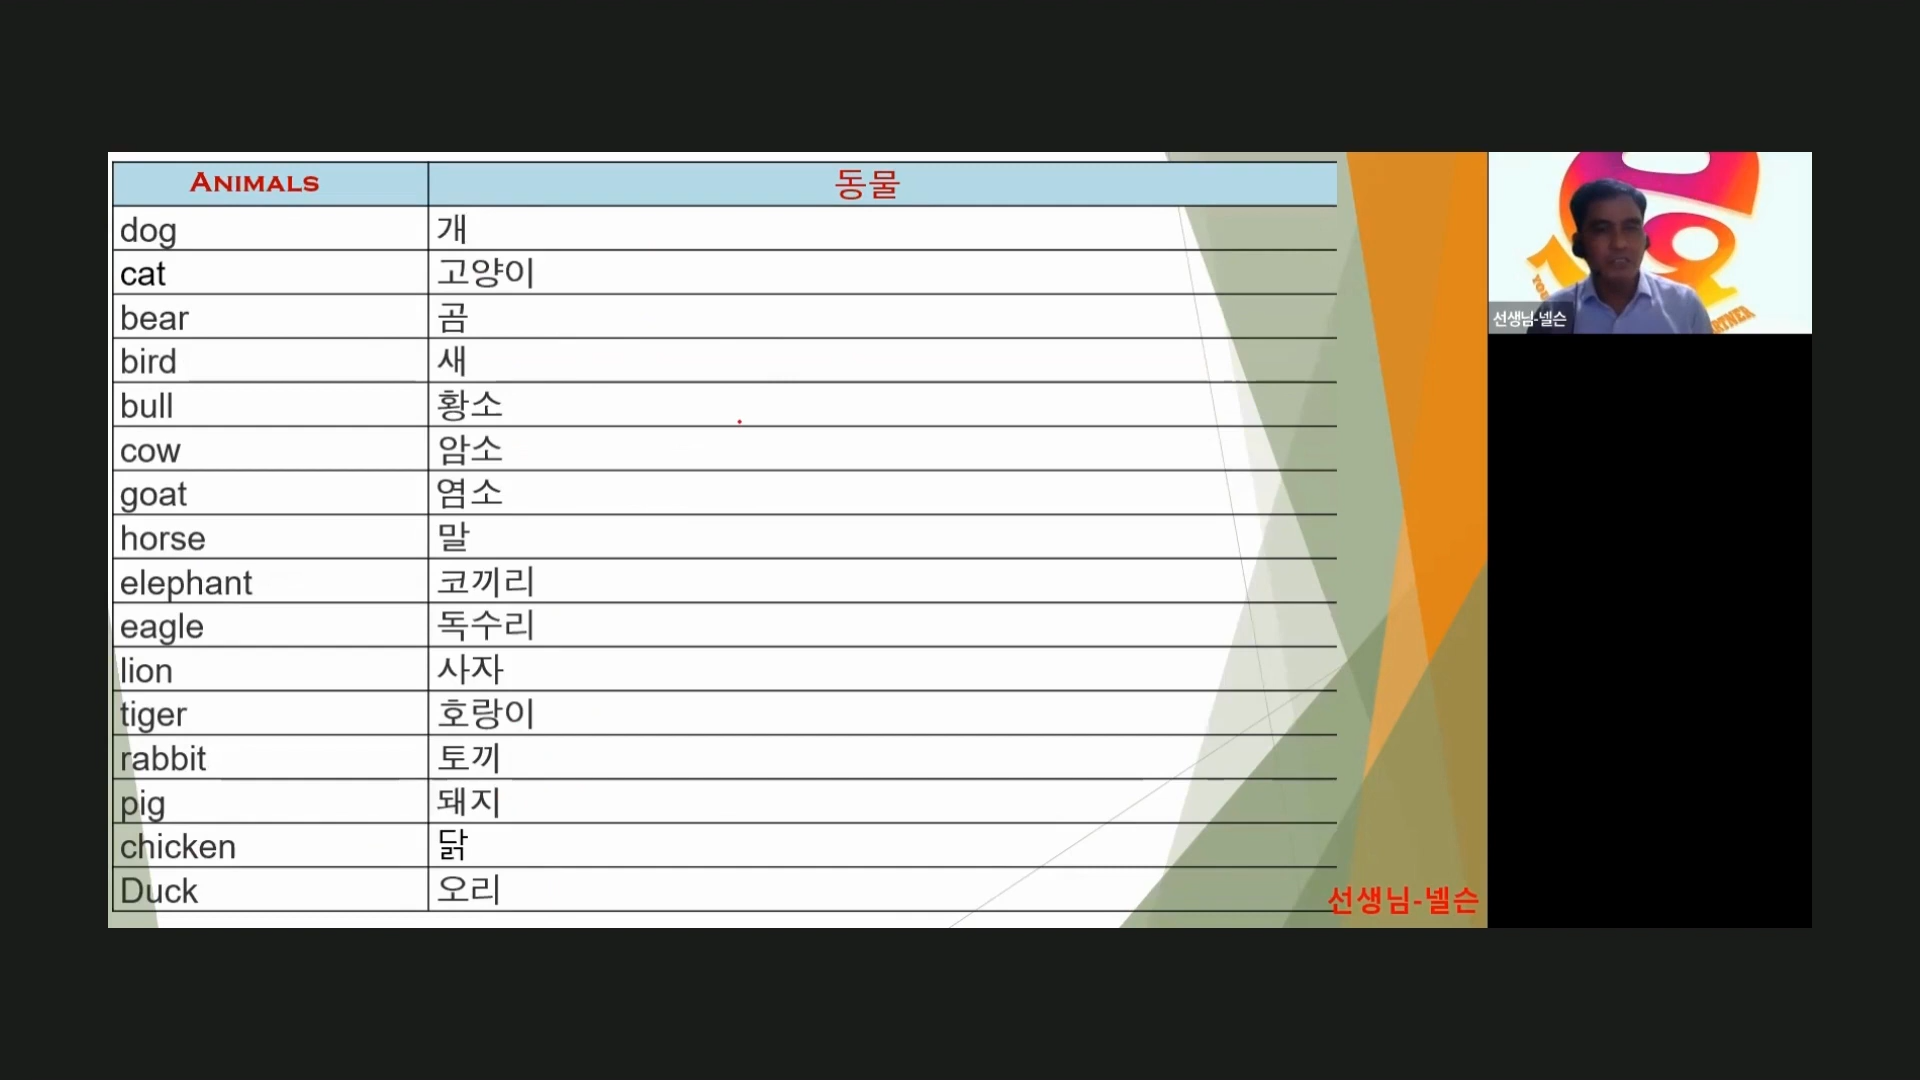 ANIMALS 동물
dog 개
cat 고양이
bear 곰
bird 새
bull 황소
cow 암소
goat 염소
horse 말
elephant 코끼리
eagle 독수리
lion 사자
tiger 호랑이
rabbit 토끼
pig 돼지
chicken 닭
Duck 오리
선생님-넬슨
선생님-넬슨